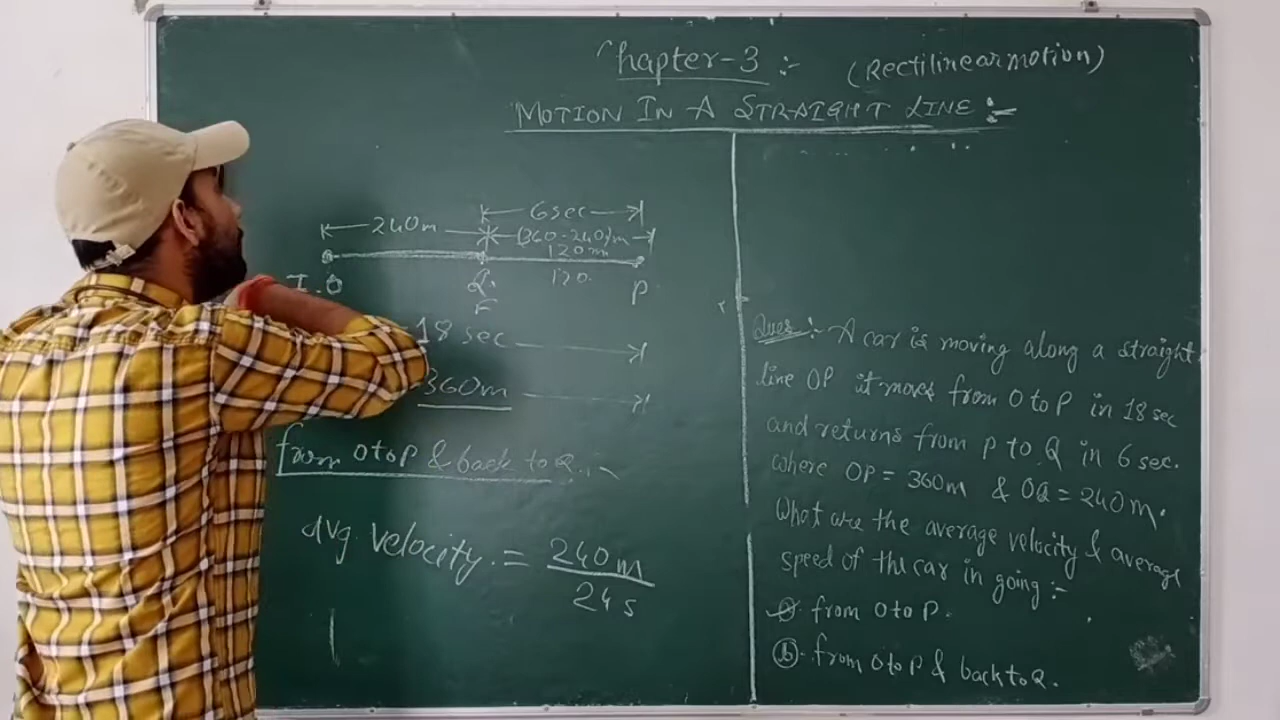 Chapter-3 :- (Rectilinear motion)
MOTION IN A STRAIGHT LINE :-
6sec
240m (360-240)m
120m
I.O Q. 120. P
F
18 sec
360m
from O to P & back to Q. :-
avg. velocity. = 240m
24s
Ques:- A car is moving along a straight
line OP it moves from O to P in 18 sec
and returns from P to Q in 6 sec.
where OP = 360m & OQ = 240m.
What are the average velocity & average
speed of the car in going :-
from O to P.
(b). from O to P & back to Q.